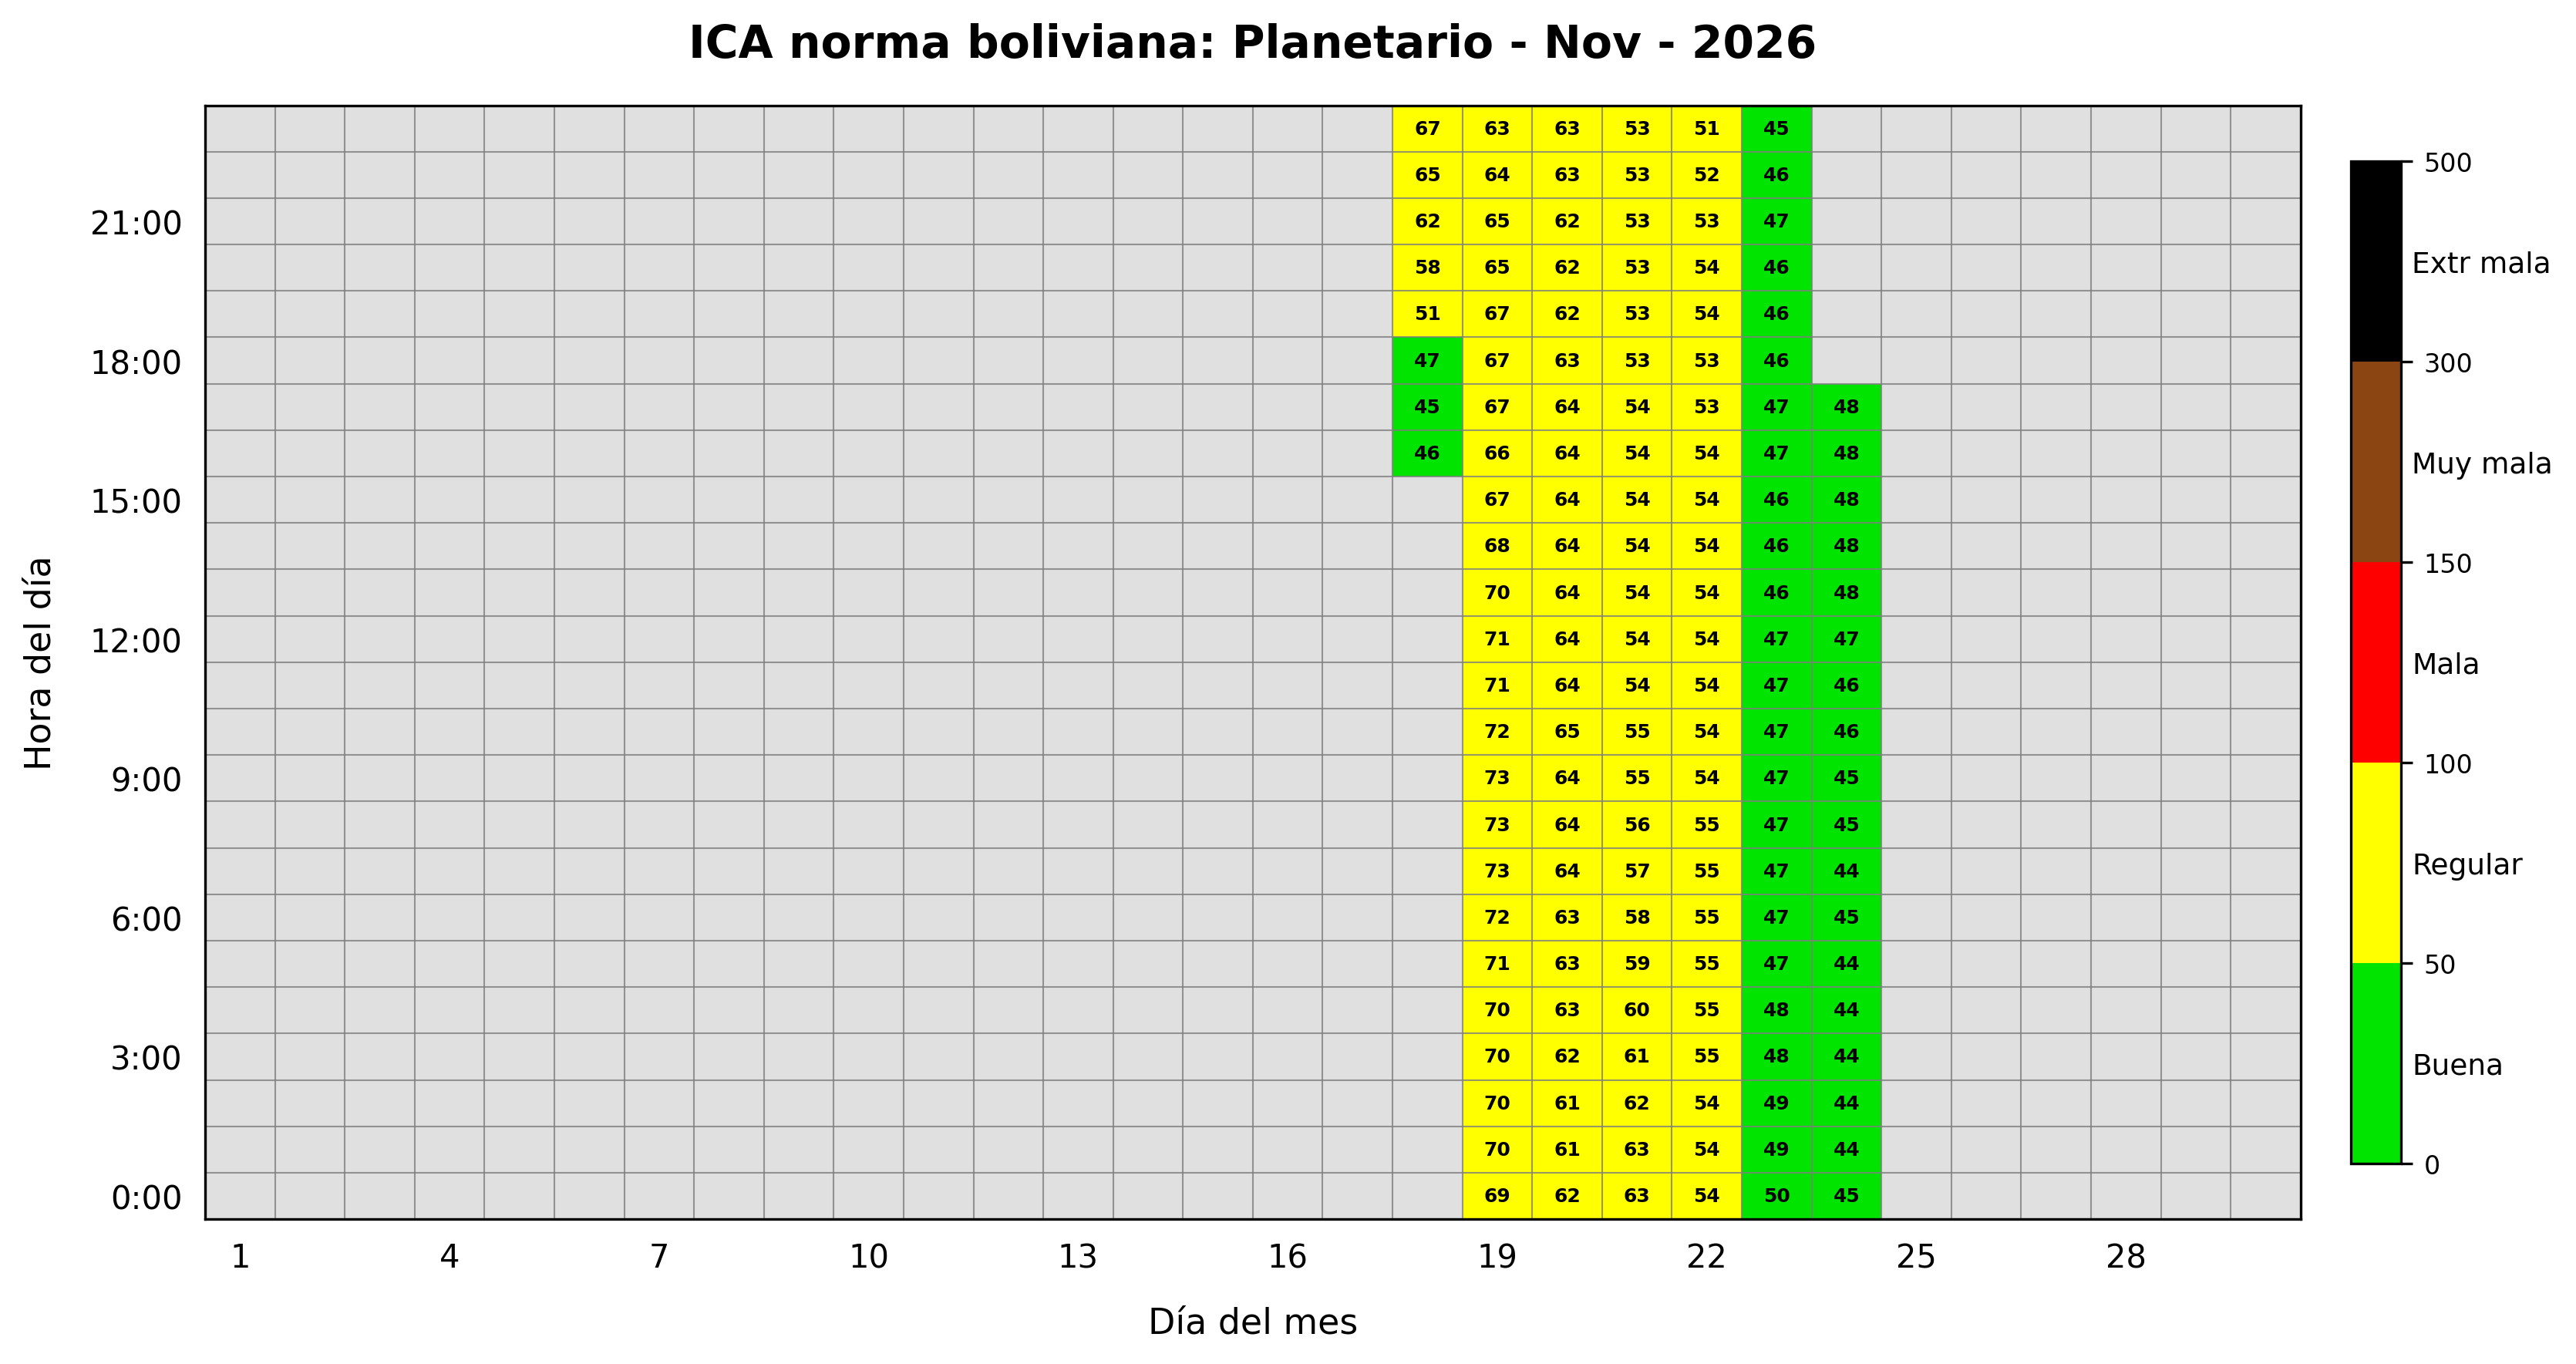 ICA norma boliviana: Planetario - Nov - 2026
67 63 63 53 51 45
65 64 63 53 52 46
21:00 62 65 62 53 53 47
58 65 62 53 54 46
51 67 62 53 54 46
18:00 47 67 63 53 53 46
45 67 64 54 53 47 48
46 66 64 54 54 47 48
15:00 67 64 54 54 46 48
68 64 54 54 46 48
70 64 54 54 46 48
12:00 71 64 54 54 47 47
71 64 54 54 47 46
72 65 55 54 47 46
9:00 73 64 55 54 47 45
73 64 56 55 47 45
73 64 57 55 47 44
6:00 72 63 58 55 47 45
71 63 59 55 47 44
70 63 60 55 48 44
3:00 70 62 61 55 48 44
70 61 62 54 49 44
70 61 63 54 49 44
0:00 69 62 63 54 50 45
1 4 7 10 13 16 19 22 25 28
Día del mes
Hora del día
500
Extr mala
300
Muy mala
150
Mala
100
Regular
50
Buena
0